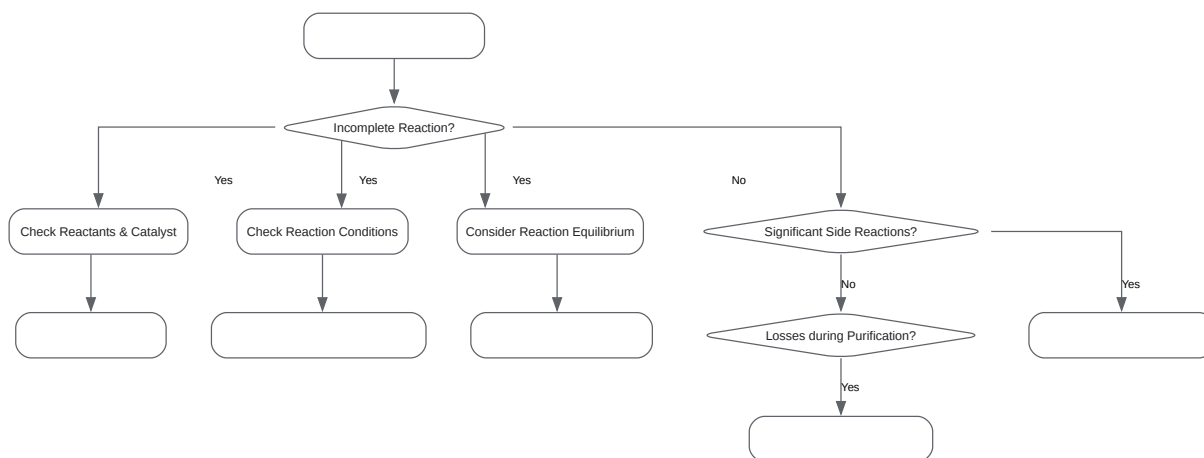 Incomplete Reaction?
Yes
Yes
Yes
No
Check Reactants & Catalyst
Check Reaction Conditions
Consider Reaction Equilibrium
Significant Side Reactions?
No
Yes
Losses during Purification?
Yes